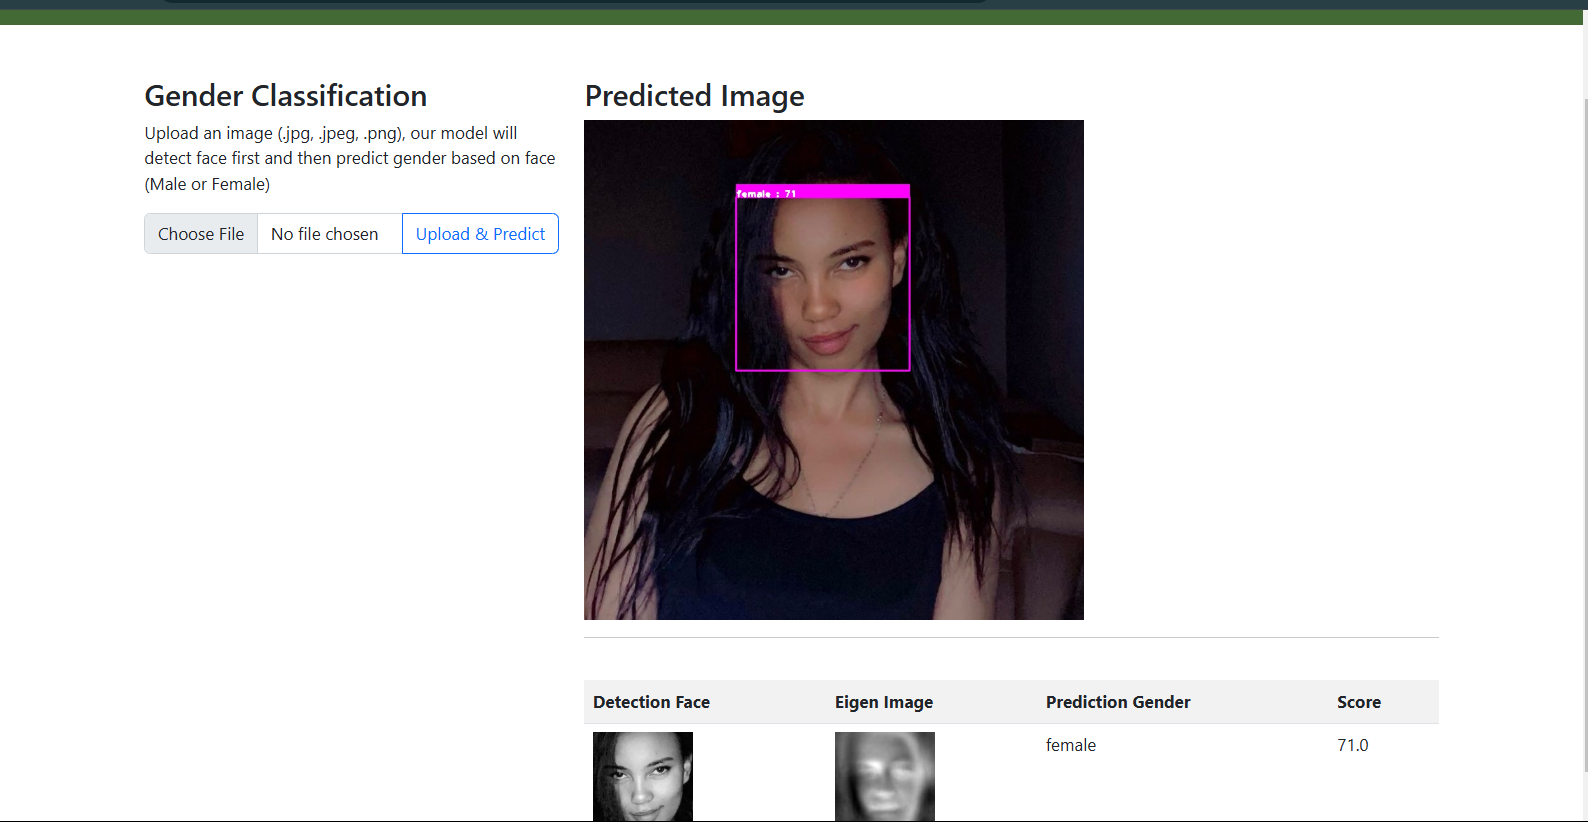 Gender Classification
Upload an image (.jpg, .jpeg, .png), our model will
detect face first and then predict gender based on face
(Male or Female)
Choose File No file chosen Upload & Predict
Predicted Image
female : 71
Detection Face Eigen Image Prediction Gender Score
female 71.0